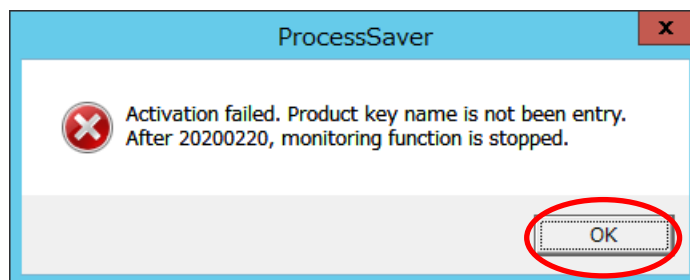 ProcessSaver
x
Activation failed. Product key name is not been entry.
After 20200220, monitoring function is stopped.
OK